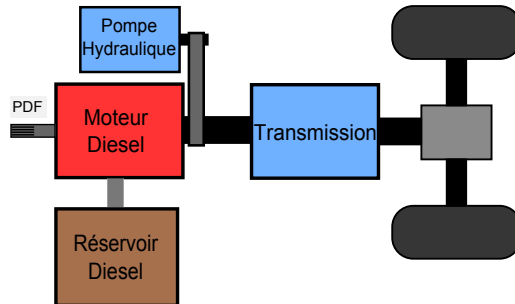 Pompe
Hydraulique
PDF
Moteur
Diesel
Transmission
Réservoir
Diesel